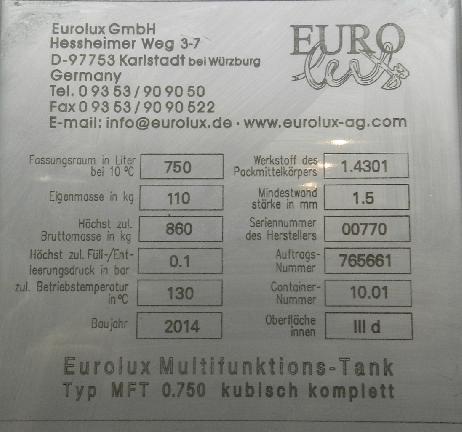 Eurolux GmbH
Hessheimer Weg 3-7
D-97753 Karlstadt bei Würzburg
Germany
Tel. 0 93 53 / 90 90 50
Fax 0 93 53 / 90 90 522
E-mail: info@eurolux.de · www.eurolux-ag.com
EURO
lux
Fassungsraum in Liter
bei 10 °C
750
Werkstoff des
Packmittelkörpers
1.4301
Eigenmasse in kg
110
Mindestwand
stärke in mm
1.5
Höchst zul.
Bruttomasse in kg
860
Seriennummer
des Herstellers
00770
Höchst zul. Füll-/Ent-
leerungsdruck in bar
0.1
Auftrags-
Nummer
765661
zul. Betriebstemperatur
in °C
130
Container-
Nummer
10.01
Baujahr
2014
Oberfläche
innen
III d
Eurolux Multifunktions-Tank
Typ MFT 0.750 kubisch komplett